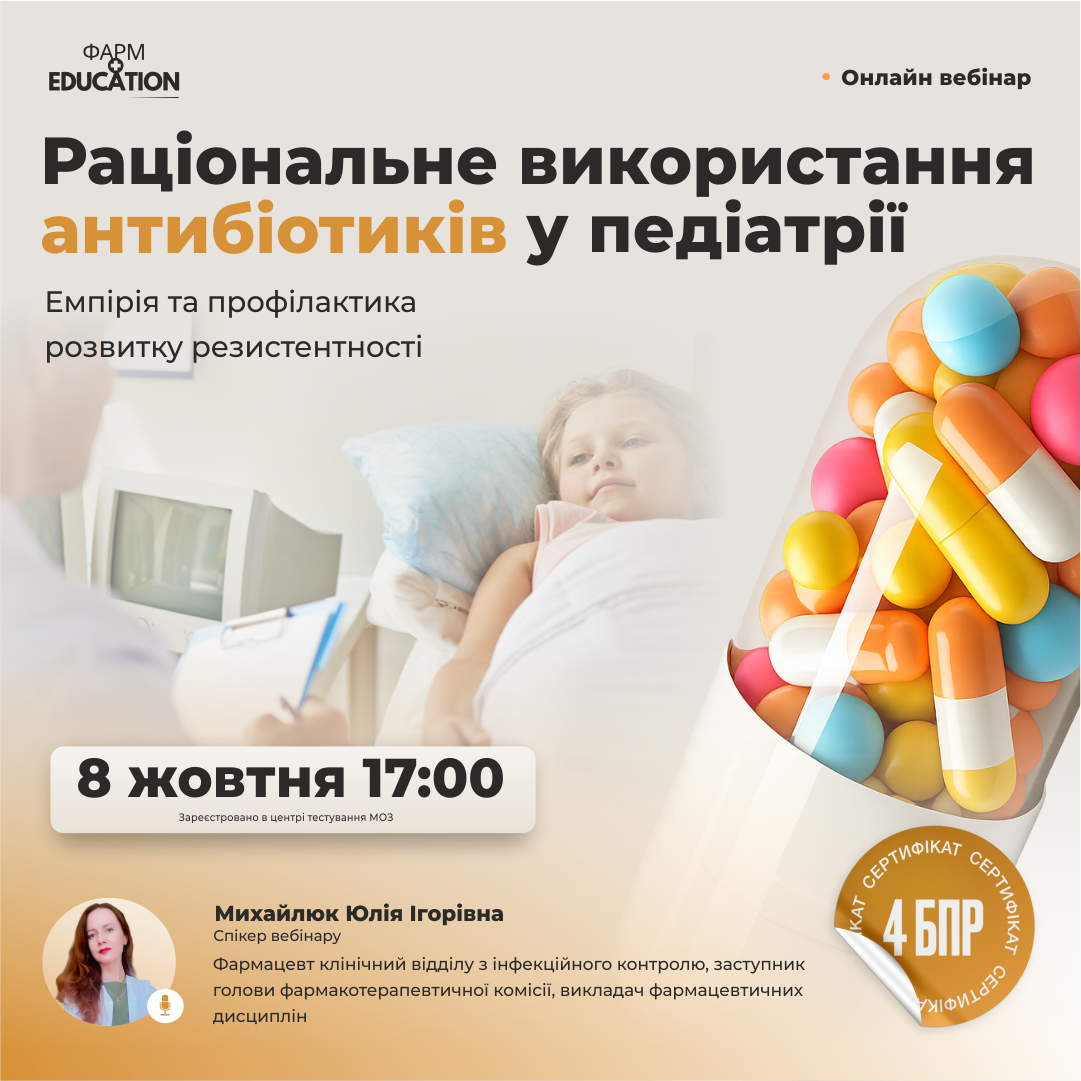 ФАРМ
EDUCATION
Онлайн вебінар
Раціональне використання
антибіотиків у педіатрії
Емпірія та профілактика
розвитку резистентності
8 жовтня 17:00
Зареєстровано в центрі тестування МОЗ
Михайлюк Юлія Ігорівна
Спікер вебінару
Фармацевт клінічний відділу з інфекційного контролю, заступник
голови фармакотерапевтичної комісії, викладач фармацевтичних
дисциплін
СЕРТИФІКАТ СЕРТИФІКАТ СЕРТИФІКА
КАТ
4 БПР